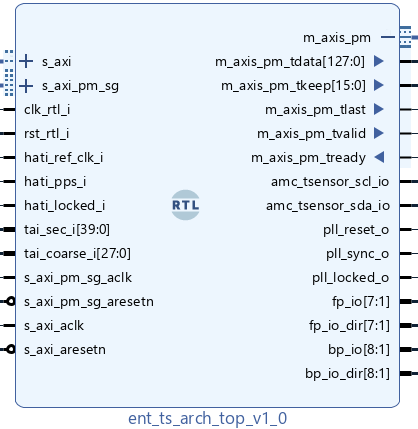 m_axis_pm
s_axi
m_axis_pm_tdata[127:0]
s_axi_pm_sg
m_axis_pm_tkeep[15:0]
clk_rtl_i
m_axis_pm_tlast
rst_rtl_i
m_axis_pm_tvalid
hati_ref_clk_i
m_axis_pm_tready
hati_pps_i
amc_tsensor_scl_io
hati_locked_i
RTL
amc_tsensor_sda_io
tai_sec_i[39:0]
pll_reset_o
tai_coarse_i[27:0]
pll_sync_o
s_axi_pm_sg_aclk
pll_locked_o
s_axi_pm_sg_aresetn
fp_io[7:1]
s_axi_aclk
fp_io_dir[7:1]
s_axi_aresetn
bp_io[8:1]
bp_io_dir[8:1]
ent_ts_arch_top_v1_0